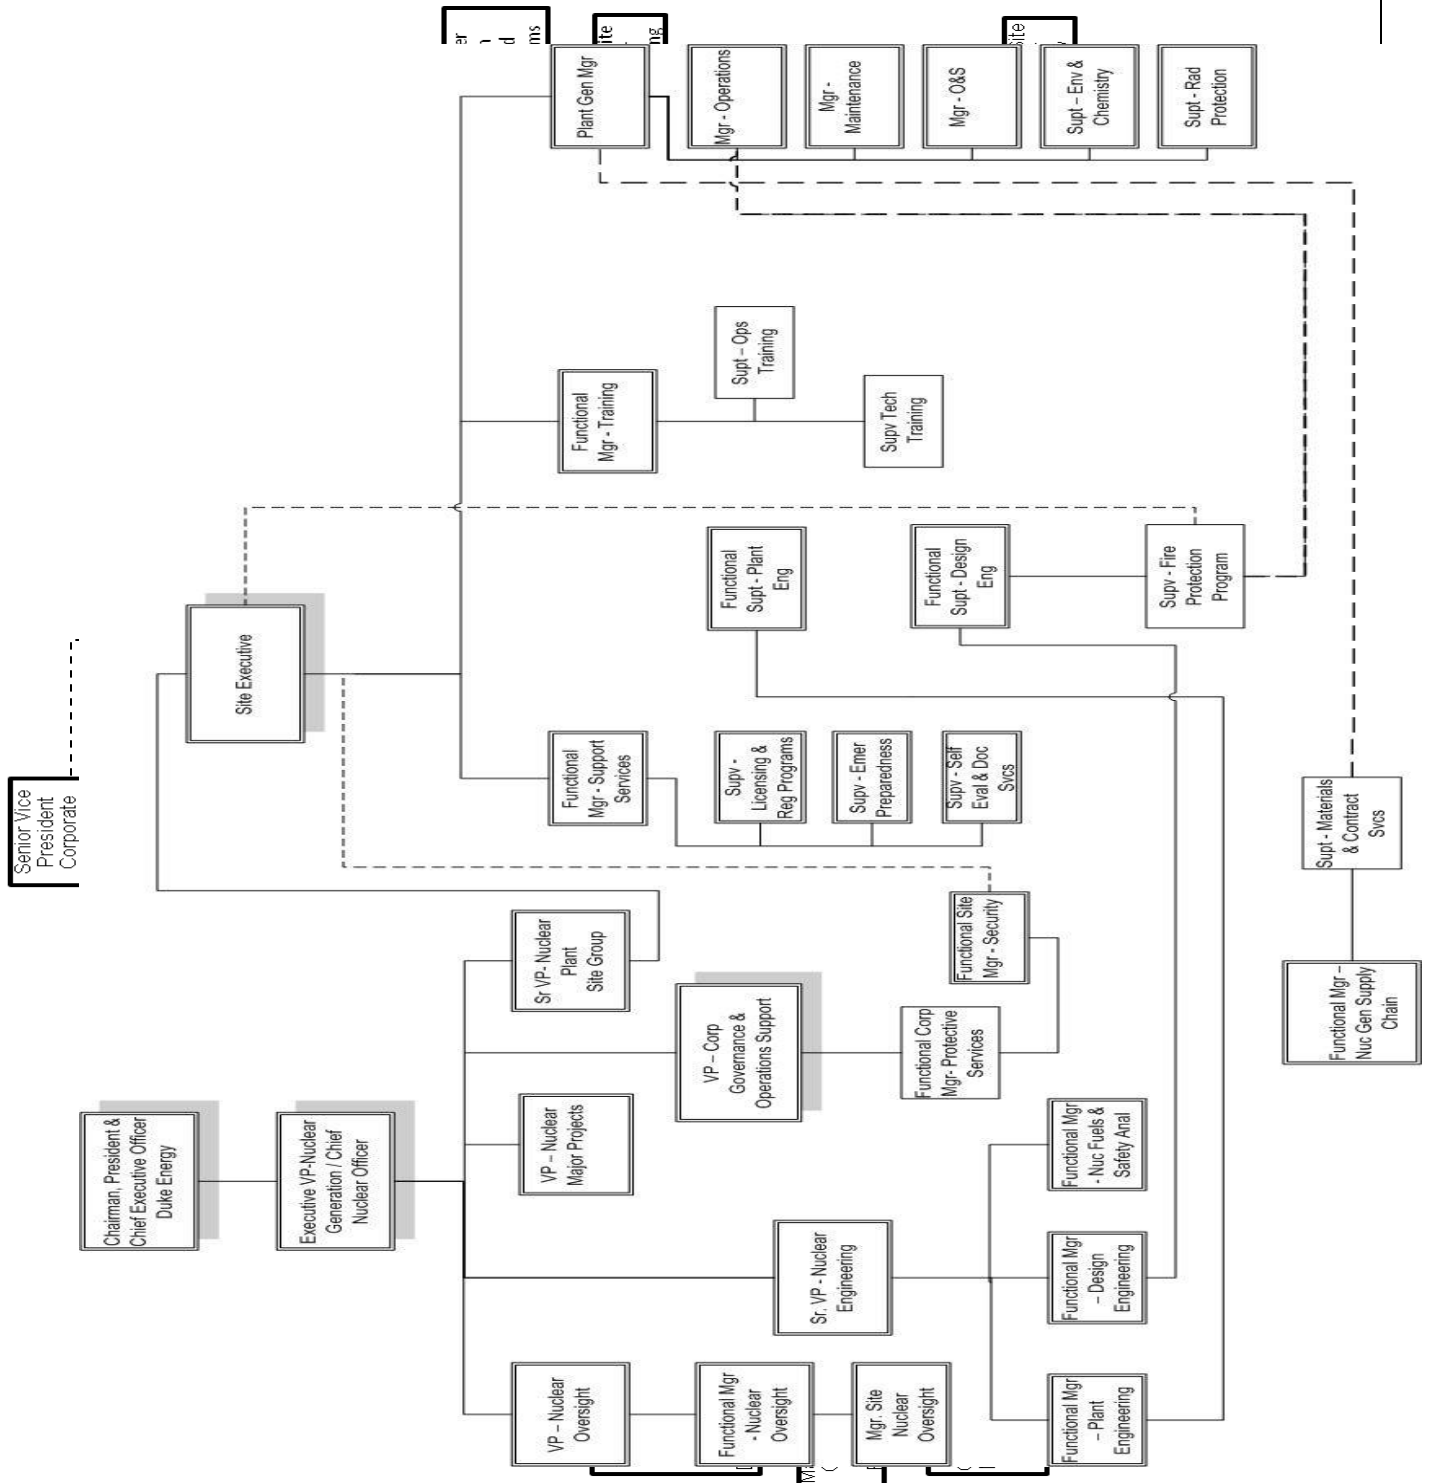 Chairman, President &
Chief Executive Officer
Duke Energy
Executive VP-Nuclear
Generation / Chief
Nuclear Officer
VP – Nuclear
Oversight
Functional Mgr
- Nuclear
Oversight
Mgr. Site
Nuclear
Oversight
Sr. VP - Nuclear
Engineering
Functional Mgr
– Plant
Engineering
Functional Mgr
– Design
Engineering
Functional Mgr
- Nuc Fuels &
Safety Anal
VP – Nuclear
Major Projects
VP – Corp
Governance &
Operations Support
Functional Corp
Mgr- Protective
Services
Functional Site
Mgr - Security
Sr VP- Nuclear
Plant
Site Group
Senior Vice
President
Corporate
Site Executive
Functional
Mgr - Support
Services
Supv -
Licensing &
Reg Programs
Supv - Emer
Preparedness
Supv - Self
Eval & Doc
Svcs
Functional
Supt - Plant
Eng
Functional
Supt - Design
Eng
Supv - Fire
Protection
Program
Functional
Mgr - Training
Supt – Ops
Training
Supv Tech
Training
Plant Gen Mgr
Mgr - Operations
Mgr -
Maintenance
Mgr - O&S
Supt – Env &
Chemistry
Supt - Rad
Protection
Functional Mgr –
Nuc Gen Supply
Chain
Supt - Materials
& Contract
Svcs